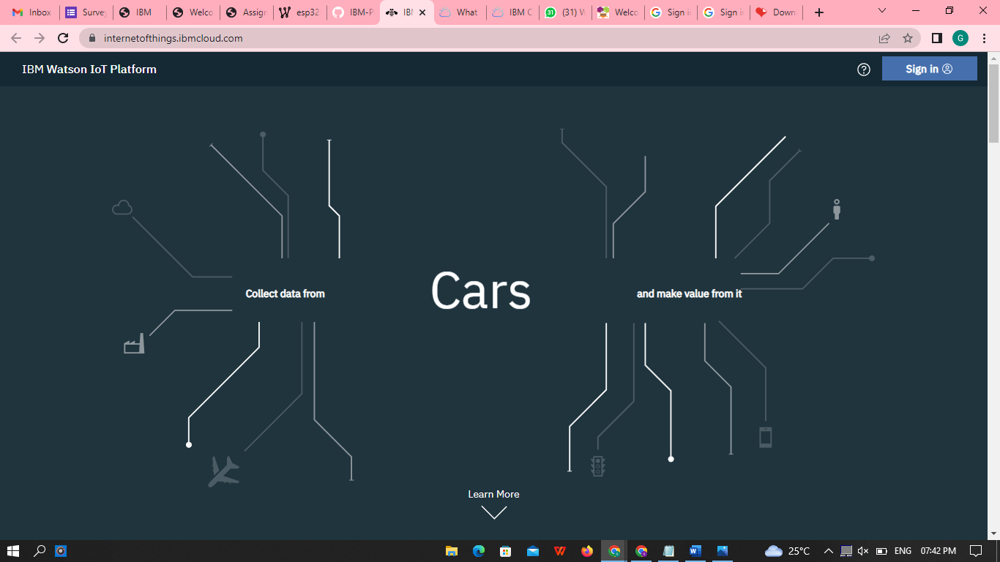 Inbox
Survey
IBM
Welco
Assign
esp32
IBM-P
IBI
What
IBM C
(31) W
Welco
Sign in
Sign in
Down
internetofthings.ibmcloud.com
G
IBM Watson IoT Platform
Sign in
Collect data from
Cars
and make value from it
Learn More
25°C
ENG
07:42 PM